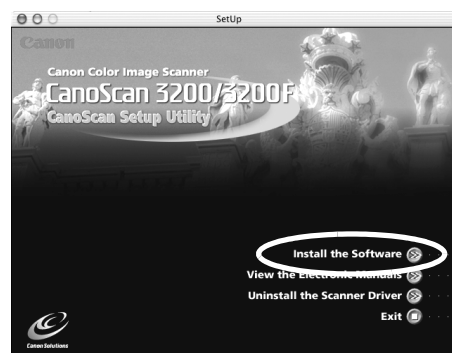 SetUp
Canon
Canon Color Image Scanner
CanoScan 3200/3200F
CanoScan Setup Utility
Install the Software
View the Electronic Manuals
Uninstall the Scanner Driver
Exit
Canon Solutions